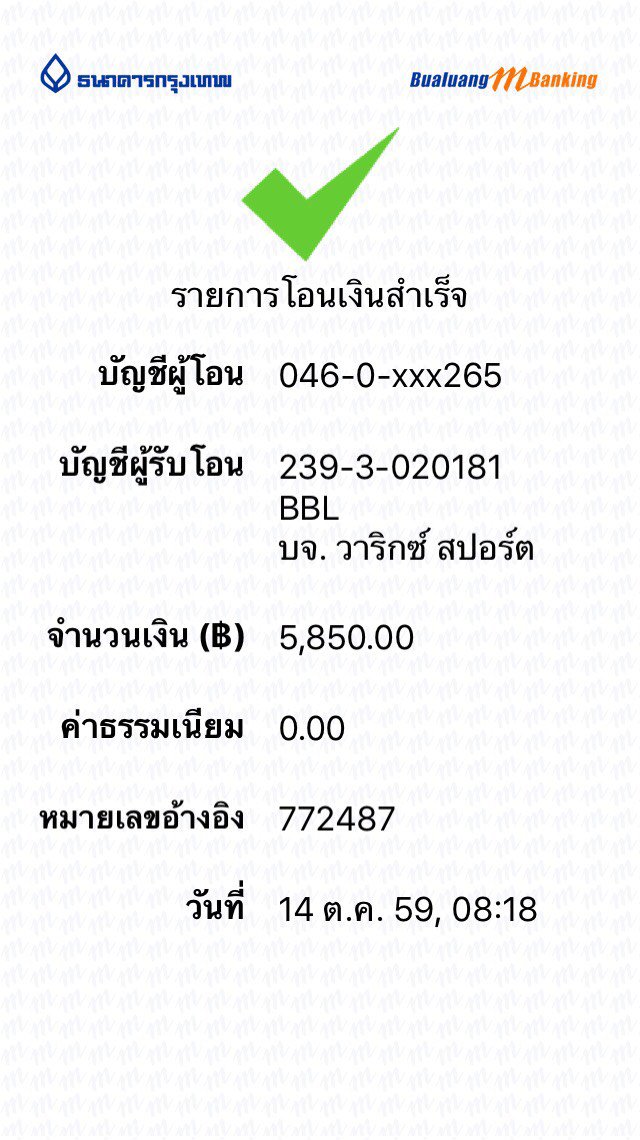 ธนาคารกรุงเทพ Bualuang mBanking
รายการโอนเงินสำเร็จ
บัญชีผู้โอน 046-0-xxx265
บัญชีผู้รับโอน 239-3-020181
BBL
บจ. วาริกซ์ สปอร์ต
จำนวนเงิน (฿) 5,850.00
ค่าธรรมเนียม 0.00
หมายเลขอ้างอิง 772487
วันที่ 14 ต.ค. 59, 08:18